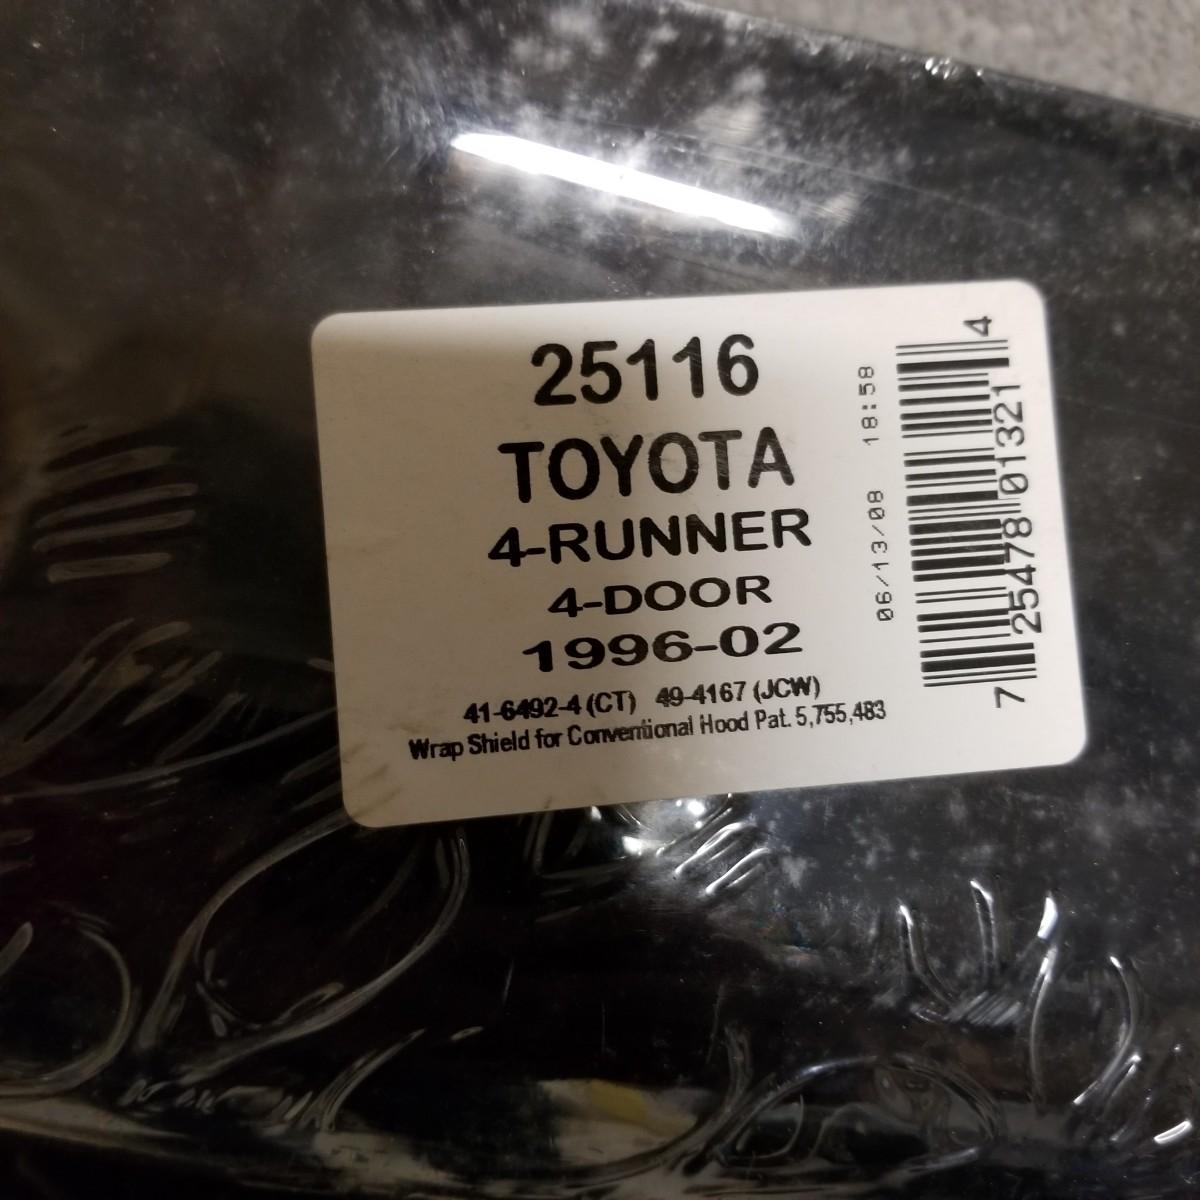 25116
TOYOTA
4-RUNNER
4-DOOR
1996-02
41-6492-4 (CT) 49-4167 (JCW)
Wrap Shield for Conventional Hood Pat. 5,755,483
06/13/08 18:58
7 25478 01321 4